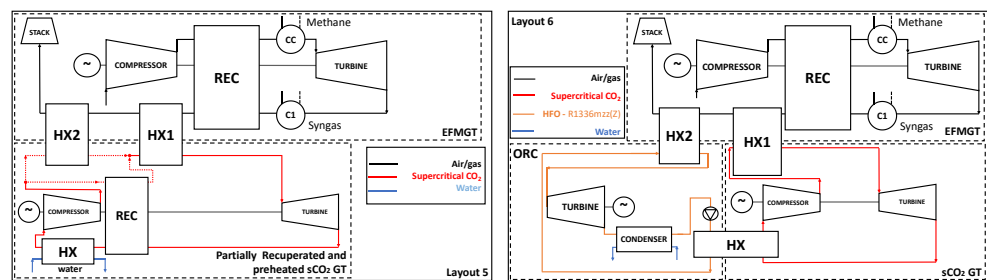 STACK
COMPRESSOR
~
REC
CC
Methane
TURBINE
C1
Syngas
EFMGT
HX2
HX1
Air/gas
Supercritical CO2
Water
~
COMPRESSOR
REC
TURBINE
HX
water
Partially Recuperated and
preheated sCO2 GT
Layout 5
Layout 6
STACK
COMPRESSOR
~
REC
CC
Methane
TURBINE
C1
Syngas
EFMGT
Air/gas
Supercritical CO2
HFO - R1336mzz(Z)
Water
HX2
HX1
ORC
TURBINE
~
CONDENSER
HX
~
COMPRESSOR
TURBINE
sCO2 GT